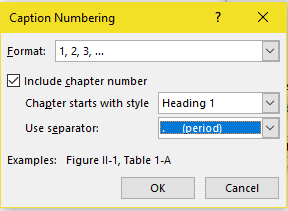 Caption Numbering
Format: 1, 2, 3, ...
Include chapter number
Chapter starts with style Heading 1
Use separator: . (period)
Examples: Figure II-1, Table 1-A
OK Cancel